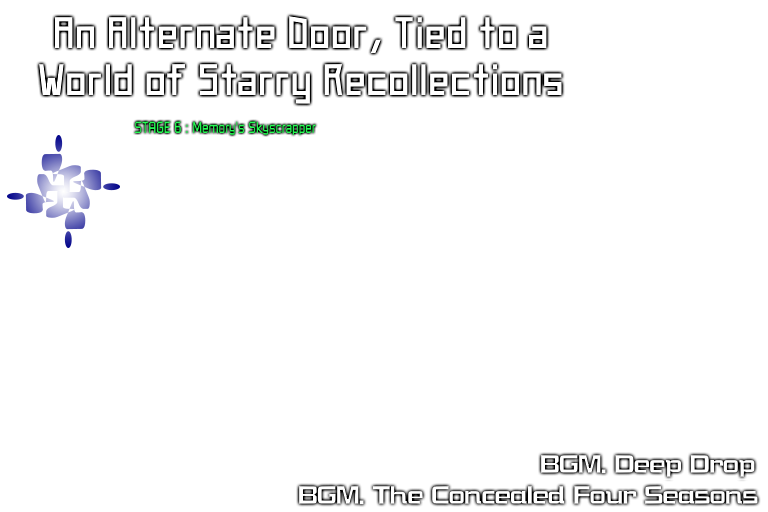 An Alternate Door, Tied to a
World of Starry Recollections
STAGE 6 : Memory's Skyscrapper
BGM. Deep Drop
BGM. The Concealed Four Seasons